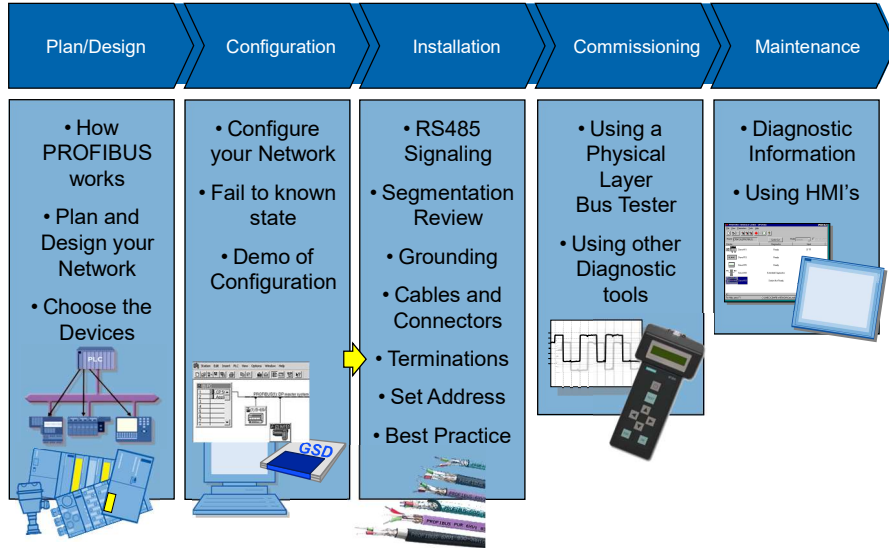 Plan/Design
Configuration
Installation
Commissioning
Maintenance
• How
PROFIBUS
works
• Plan and
Design your
Network
• Choose the
Devices
PLC
• Configure
your Network
• Fail to known
state
• Demo of
Configuration
GSD
• RS485
Signaling
• Segmentation
Review
• Grounding
• Cables and
Connectors
• Terminations
• Set Address
• Best Practice
• Using a
Physical
Layer
Bus Tester
• Using other
Diagnostic
tools
• Diagnostic
Information
• Using HMI's